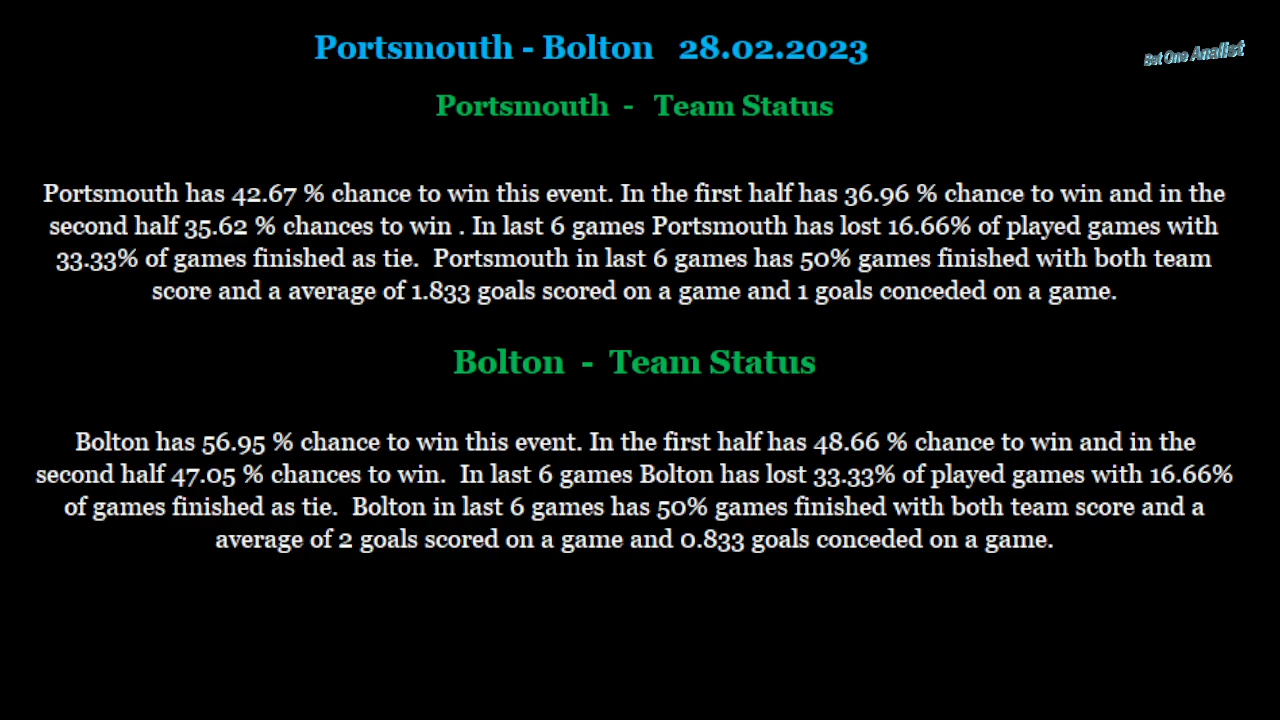 Portsmouth - Bolton 28.02.2023
Bet One Analist
Portsmouth - Team Status
Portsmouth has 42.67 % chance to win this event. In the first half has 36.96 % chance to win and in the
second half 35.62 % chances to win . In last 6 games Portsmouth has lost 16.66% of played games with
33.33% of games finished as tie. Portsmouth in last 6 games has 50% games finished with both team
score and a average of 1.833 goals scored on a game and 1 goals conceded on a game.
Bolton - Team Status
Bolton has 56.95 % chance to win this event. In the first half has 48.66 % chance to win and in the
second half 47.05 % chances to win. In last 6 games Bolton has lost 33.33% of played games with 16.66%
of games finished as tie. Bolton in last 6 games has 50% games finished with both team score and a
average of 2 goals scored on a game and 0.833 goals conceded on a game.